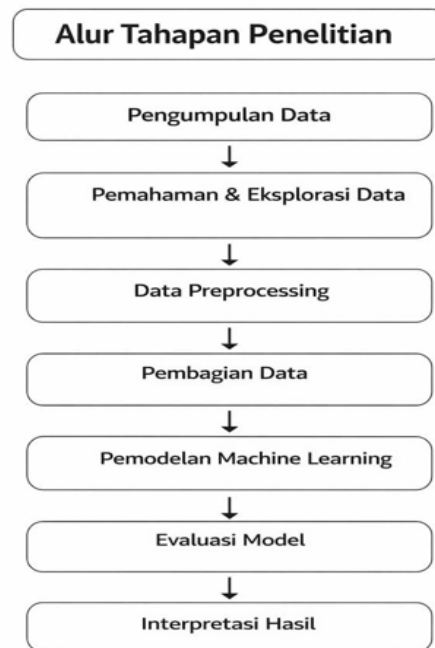 Alur Tahapan Penelitian
Pengumpulan Data
Pemahaman & Eksplorasi Data
Data Preprocessing
Pembagian Data
Pemodelan Machine Learning
Evaluasi Model
Interpretasi Hasil